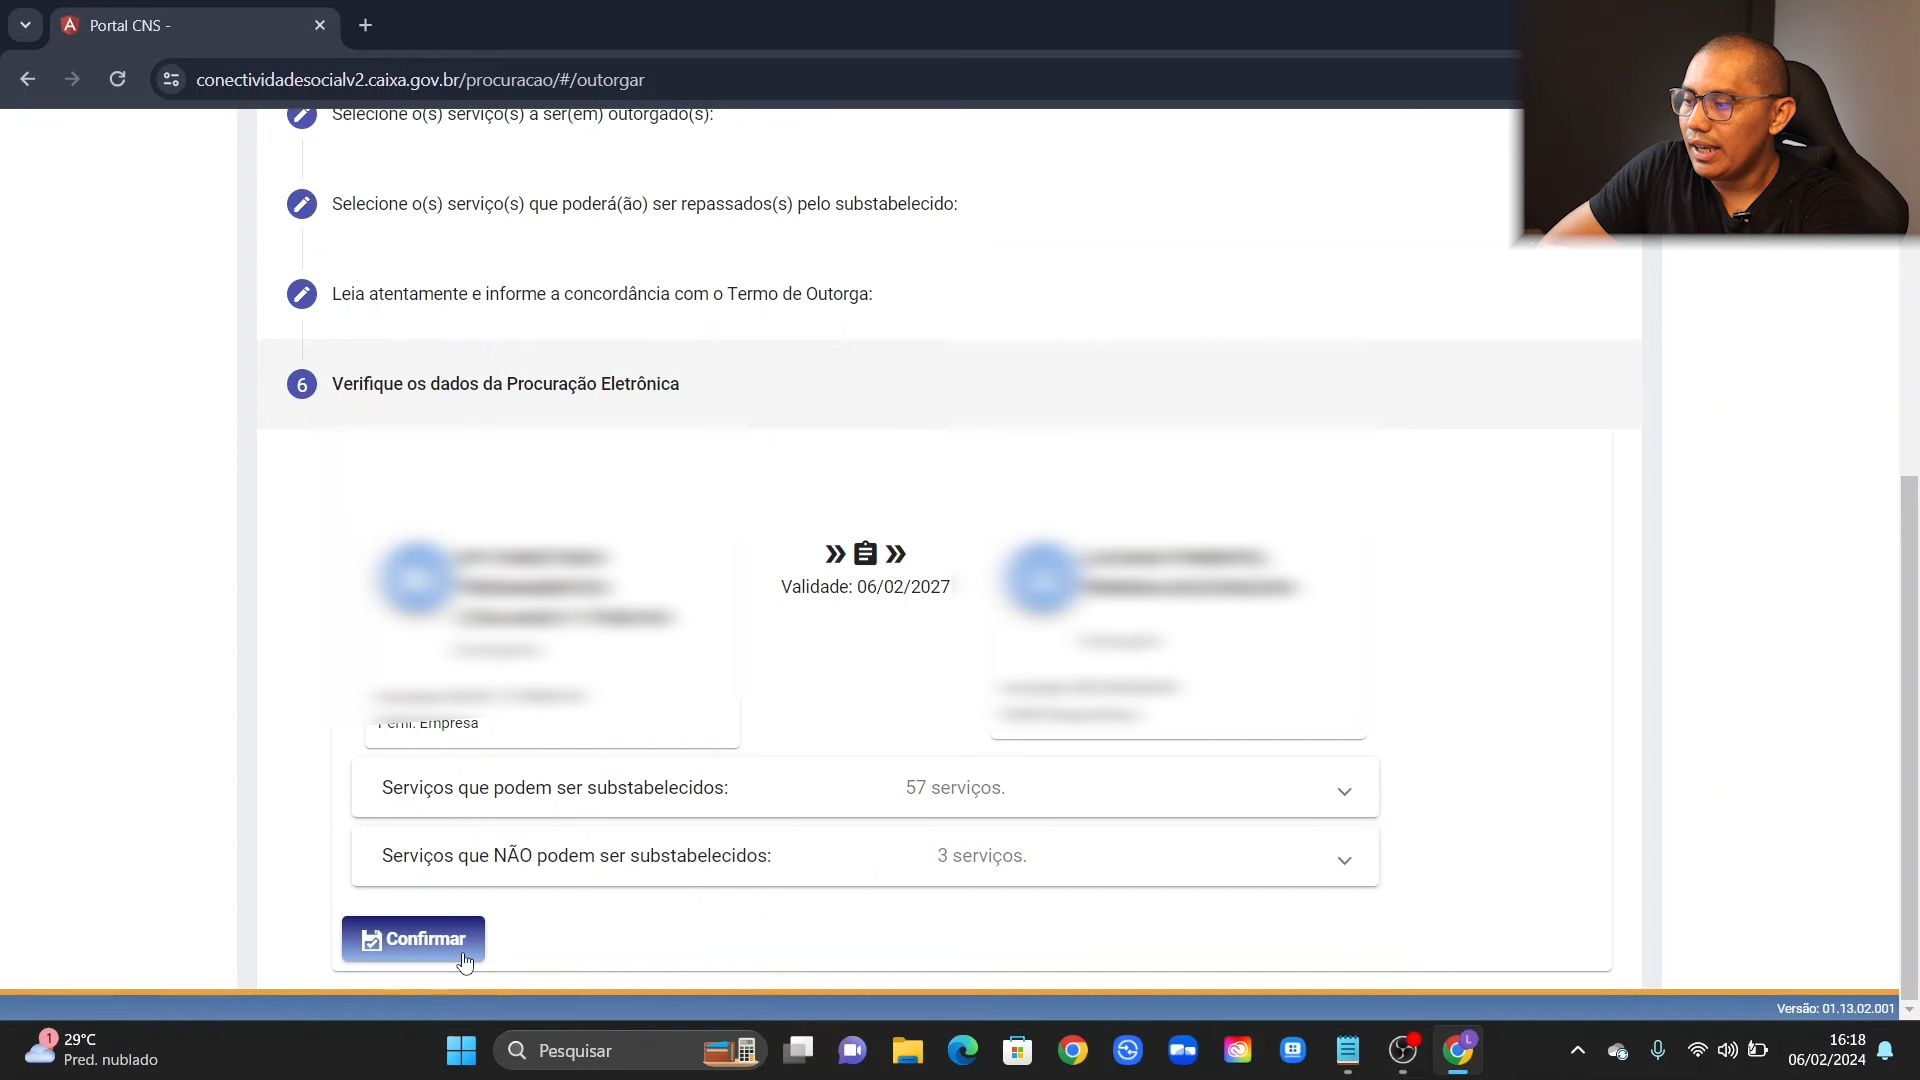 Portal CNS -
conectividadesocialv2.caixa.gov.br/procuracao/#/outorgar
Selecione o(s) serviço(s) a ser(em) outorgado(s):
Selecione o(s) serviço(s) que poderá(ão) ser repassados(s) pelo substabelecido:
Leia atentamente e informe a concordância com o Termo de Outorga:
6 Verifique os dados da Procuração Eletrônica
Validade: 06/02/2027
Perfil: Empresa
Serviços que podem ser substabelecidos: 57 serviços.
Serviços que NÃO podem ser substabelecidos: 3 serviços.
Confirmar
Versão: 01.13.02.001
1 29°C
Pred. nublado
Pesquisar
L
16:18
06/02/2024